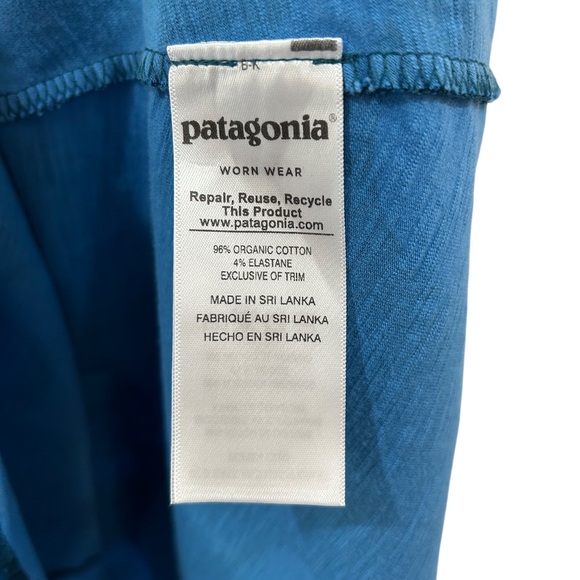 B-K
patagonia®
WORN WEAR
Repair, Reuse, Recycle
This Product
www.patagonia.com
96% ORGANIC COTTON
4% ELASTANE
EXCLUSIVE OF TRIM
MADE IN SRI LANKA
FABRIQUÉ AU SRI LANKA
HECHO EN SRI LANKA